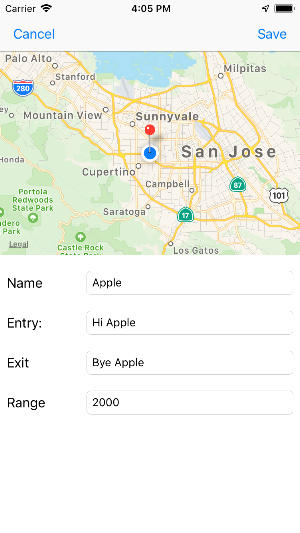 Carrier 4:05 PM
Cancel Save
Palo Alto
Stanford
Milpitas
280
Mountain View
Sunnyvale
Honda
San Jose
Cupertino
Campbell
87
Portola
Redwoods
State Park
101
Saratoga
17
Legal
Castle Rock
State Park
Los Gatos
Name Apple
Entry: Hi Apple
Exit Bye Apple
Range 2000